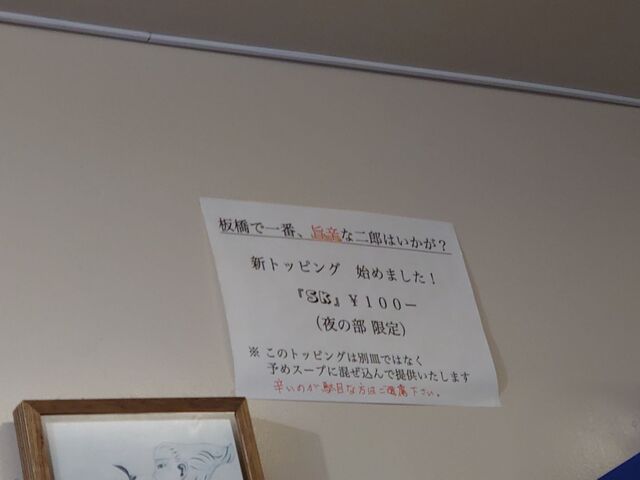 板橋で一番、旨辛な二郎はいかが？
新トッピング 始めました！
『SK』￥１００－
（夜の部 限定）
※ このトッピングは別皿ではなく
予めスープに混ぜ込んで提供いたします
辛いのが駄目な方はご遠慮下さい。